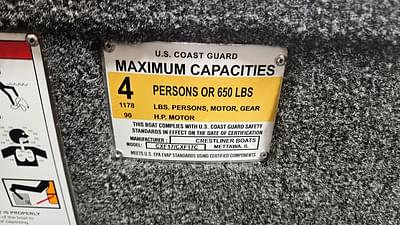 U.S. COAST GUARD
MAXIMUM CAPACITIES
4 PERSONS OR 650 LBS
1178 LBS. PERSONS, MOTOR, GEAR
90 H.P. MOTOR
THIS BOAT COMPLIES WITH U.S. COAST GUARD SAFETY
STANDARDS IN EFFECT ON THE DATE OF CERTIFICATION
MANUFACTURER: CRESTLINER BOATS
MODEL: METTAWA, IL
MEETS U.S. EPA EVAP STANDARDS USING CERTIFIED COMPONENTS
IS PROPERLY